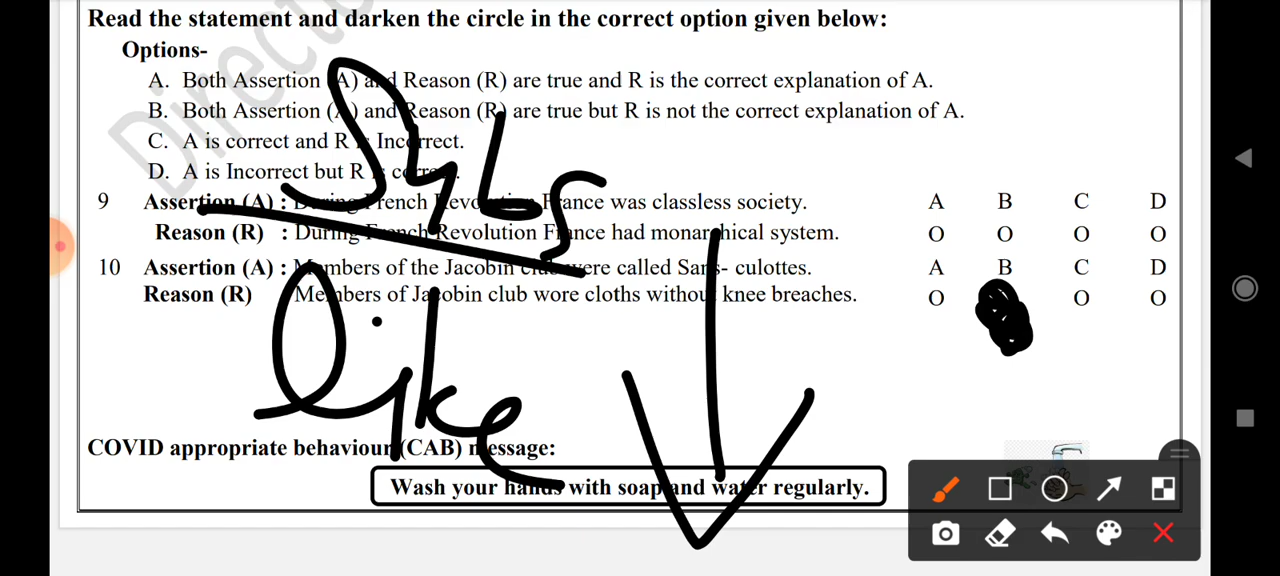 Read the statement and darken the circle in the correct option given below:
Options-
A. Both Assertion (A) and Reason (R) are true and R is the correct explanation of A.
B. Both Assertion (A) and Reason (R) are true but R is not the correct explanation of A.
C. A is correct and R is Incorrect.
D. A is Incorrect but R is correct.
9 Assertion (A) : During French Revolution France was classless society. A B C D
Reason (R) : During French Revolution France had monarchical system. O O O O
10 Assertion (A) : Members of the Jacobin club were called Sans- culottes. A B C D
Reason (R) Members of Jacobin club wore cloths without knee breaches. O O O
like
COVID appropriate behaviour (CAB) message:
Wash your hands with soap and water regularly.